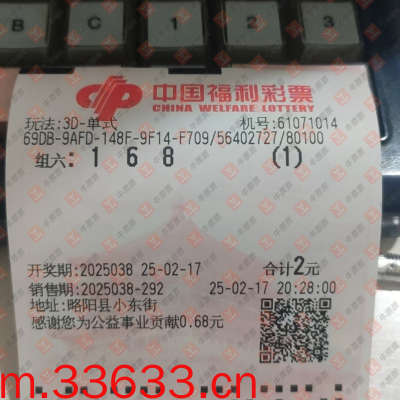 B C 1 2 3
中国福利彩票
CHINA WELFARE LOTTERY
玩法:3D-单式 机号:61071014
69DB-9AFD-148F-9F14-F709/56402727/80100
组六: 1 6 8 (1)
开奖期:2025038 25-02-17 合计2元
销售期:2025038-292 25-02-17 20:28:00
地址:略阳县小东街
感谢您为公益事业贡献0.68元
m.33633.cn